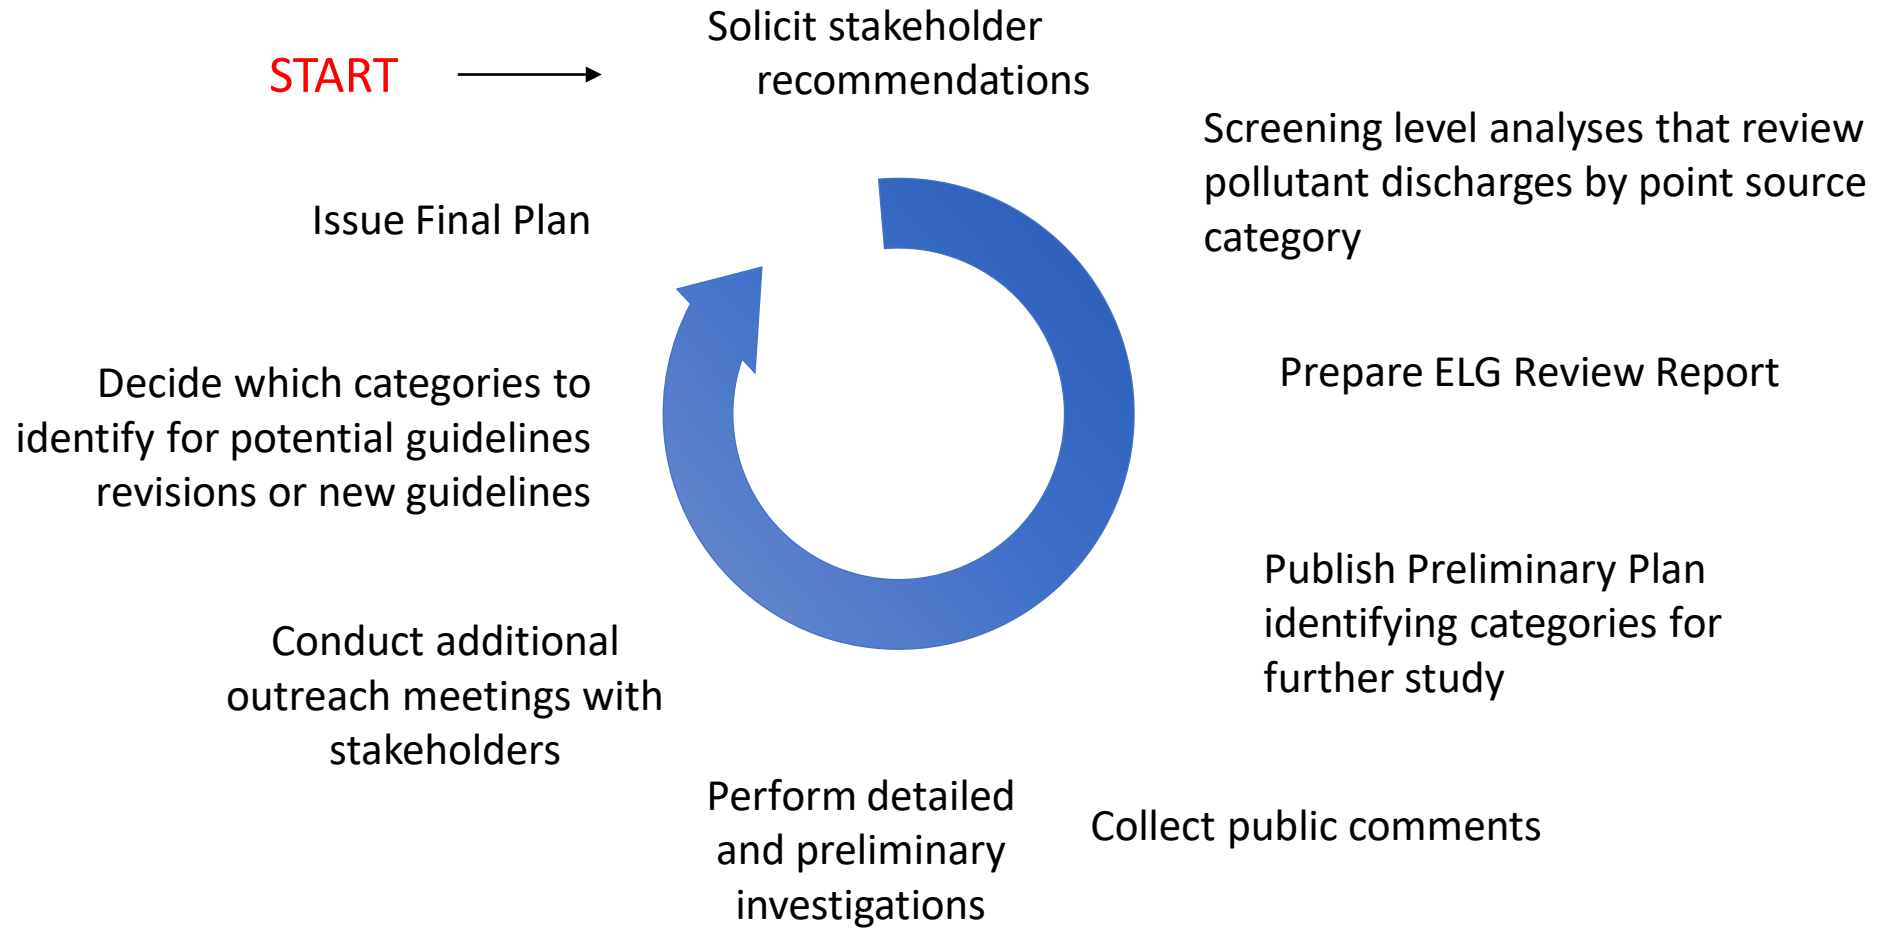 START
Solicit stakeholder
recommendations
Screening level analyses that review
pollutant discharges by point source
category
Prepare ELG Review Report
Publish Preliminary Plan
identifying categories for
further study
Collect public comments
Perform detailed
and preliminary
investigations
Conduct additional
outreach meetings with
stakeholders
Decide which categories to
identify for potential guidelines
revisions or new guidelines
Issue Final Plan